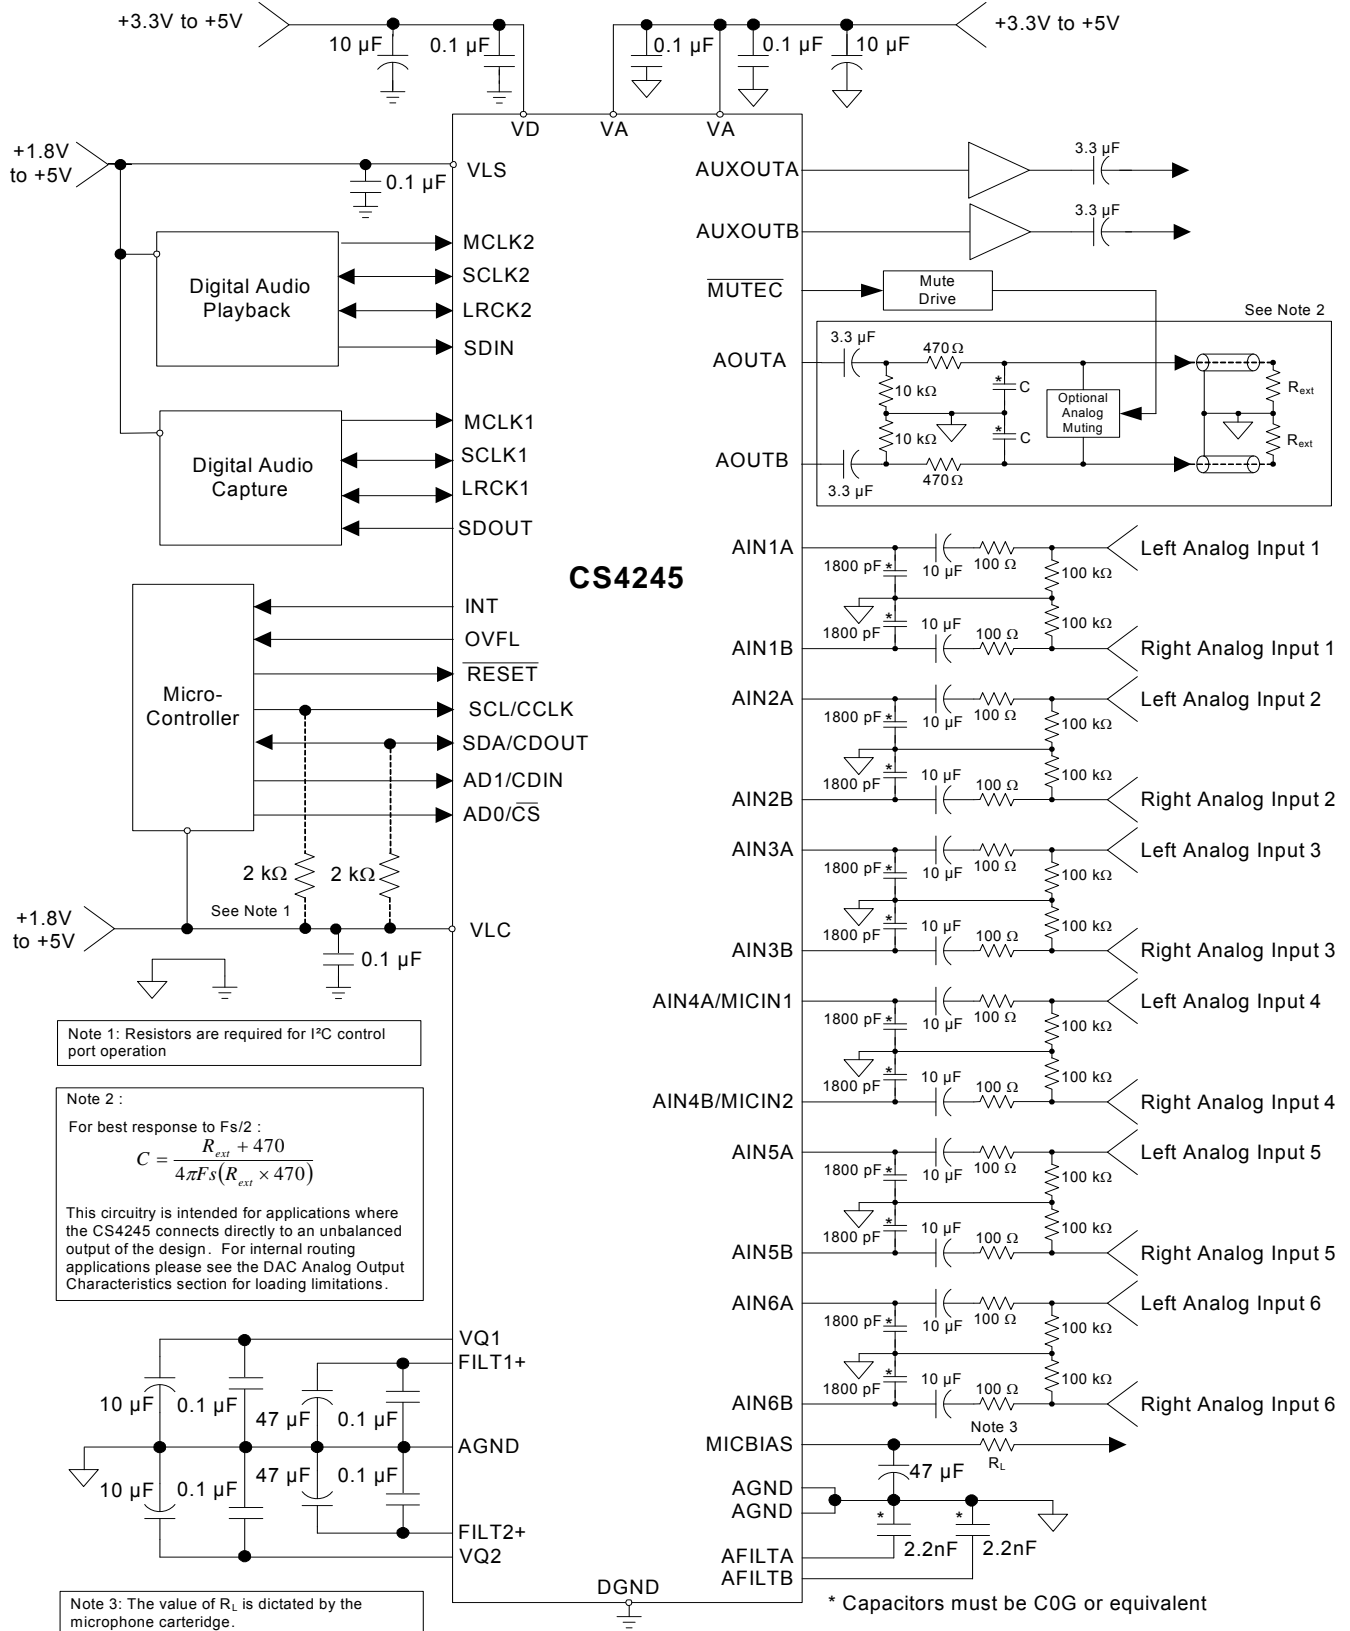 +3.3V to +5V
10 µF
0.1 µF
0.1 µF
0.1 µF
10 µF
+3.3V to +5V
VD
VA
VA
+1.8V
to +5V
0.1 µF
VLS
Digital Audio
Playback
MCLK2
SCLK2
LRCK2
SDIN
Digital Audio
Capture
MCLK1
SCLK1
LRCK1
SDOUT
CS4245
Micro-
Controller
INT
OVFL
RESET
SCL/CCLK
SDA/CDOUT
AD1/CDIN
AD0/CS
2 kΩ
2 kΩ
See Note 1
+1.8V
to +5V
VLC
0.1 µF
Note 1: Resistors are required for I²C control
port operation
Note 2 :
For best response to Fs/2 :
C = (R_ext + 470) / (4πFs(R_ext × 470))
This circuitry is intended for applications where
the CS4245 connects directly to an unbalanced
output of the design. For internal routing
applications please see the DAC Analog Output
Characteristics section for loading limitations.
VQ1
FILT1+
10 µF
0.1 µF
47 µF
0.1 µF
AGND
10 µF
0.1 µF
47 µF
0.1 µF
FILT2+
VQ2
Note 3: The value of RL is dictated by the
microphone carteridge.
DGND
AUXOUTA
3.3 µF
AUXOUTB
3.3 µF
MUTEC
Mute
Drive
See Note 2
AOUTA
3.3 µF
470Ω
10 kΩ
* C
Optional
Analog
Muting
Rext
10 kΩ
* C
Rext
AOUTB
3.3 µF
470Ω
AIN1A
1800 pF *
10 µF
100 Ω
100 kΩ
Left Analog Input 1
AIN1B
1800 pF *
10 µF
100 Ω
100 kΩ
Right Analog Input 1
AIN2A
1800 pF *
10 µF
100 Ω
100 kΩ
Left Analog Input 2
AIN2B
1800 pF *
10 µF
100 Ω
100 kΩ
Right Analog Input 2
AIN3A
1800 pF *
10 µF
100 Ω
100 kΩ
Left Analog Input 3
AIN3B
1800 pF *
10 µF
100 Ω
100 kΩ
Right Analog Input 3
AIN4A/MICIN1
1800 pF *
10 µF
100 Ω
100 kΩ
Left Analog Input 4
AIN4B/MICIN2
1800 pF *
10 µF
100 Ω
100 kΩ
Right Analog Input 4
AIN5A
1800 pF *
10 µF
100 Ω
100 kΩ
Left Analog Input 5
AIN5B
1800 pF *
10 µF
100 Ω
100 kΩ
Right Analog Input 5
AIN6A
1800 pF *
10 µF
100 Ω
100 kΩ
Left Analog Input 6
AIN6B
1800 pF *
10 µF
100 Ω
100 kΩ
Right Analog Input 6
MICBIAS
Note 3
RL
47 µF
AGND
AGND
*
*
2.2nF
2.2nF
AFILTA
AFILTB
* Capacitors must be C0G or equivalent